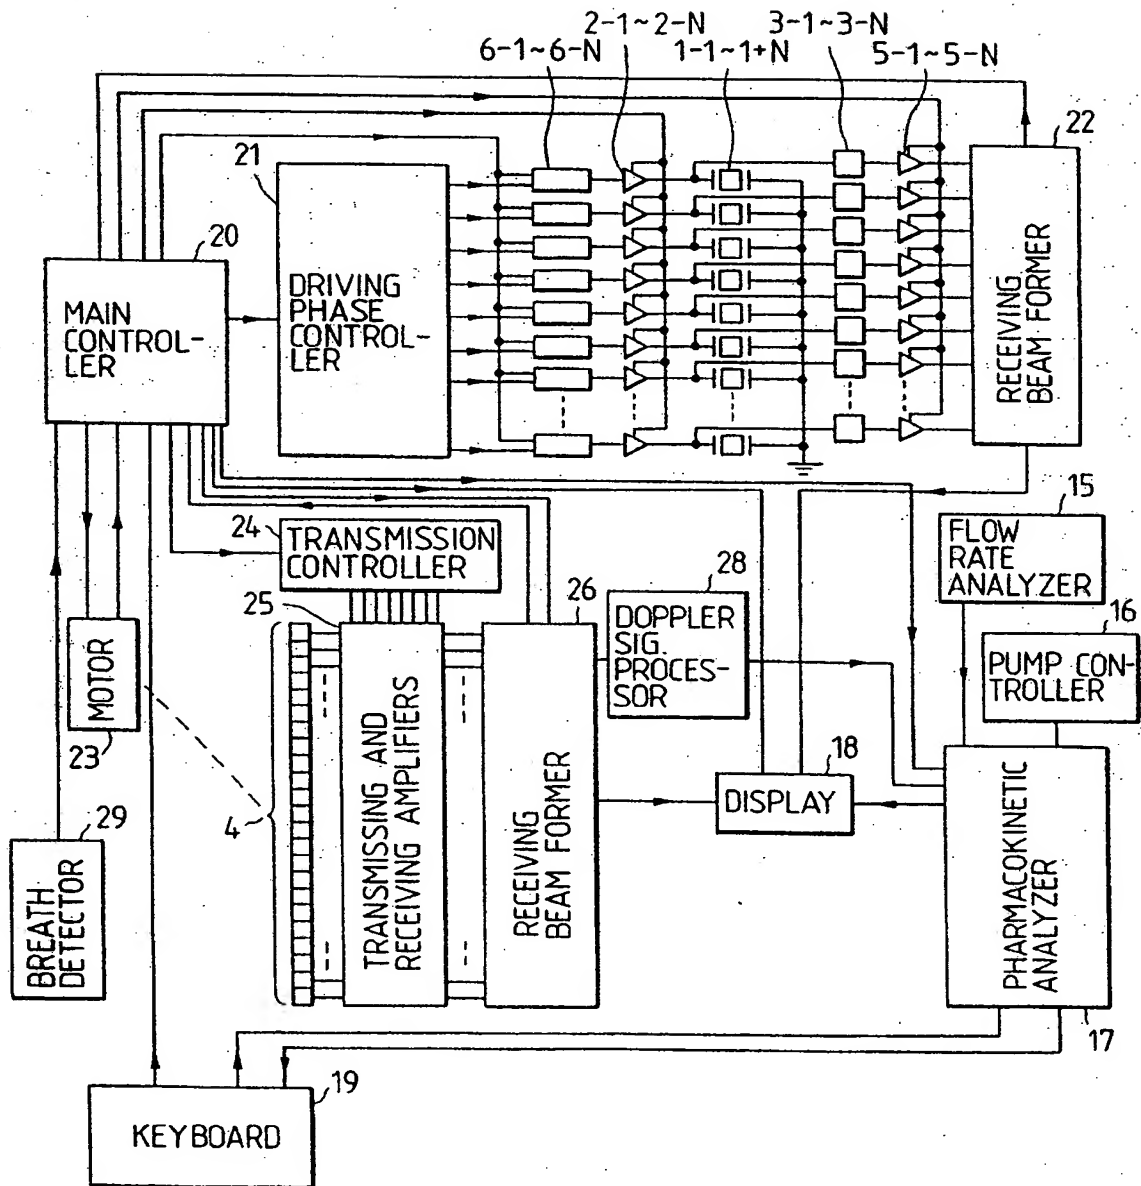 2-1~2-N
3-1~3-N
6-1~6-N
1-1~1+N
5-1~5-N
22
21
20
MAIN
CONTROL-
LER
DRIVING
PHASE
CONTROL-
LER
RECEIVING
BEAM FORMER
24
TRANSMISSION
CONTROLLER
15
FLOW
RATE
ANALYZER
28
DOPPLER
SIG.
PROCES-
SOR
25
26
16
PUMP CON-
TROLLER
MOTOR
23
TRANSMITTING AND
RECEIVING AMPLIFIERS
RECEIVING
BEAM FORMER
18
DISPLAY
4
29
BREATH
DETECTOR
PHARMACOKINETIC
ANALYZER
17
19
KEYBOARD